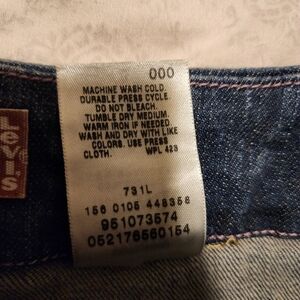 000
MACHINE WASH COLD.
DURABLE PRESS CYCLE.
DO NOT BLEACH.
TUMBLE DRY MEDIUM.
WARM IRON IF NEEDED.
WASH AND DRY WITH LIKE
COLORS. USE PRESS
CLOTH. WPL 423
731L
156 0105 448356
951073574
052176560154
LEVI'S